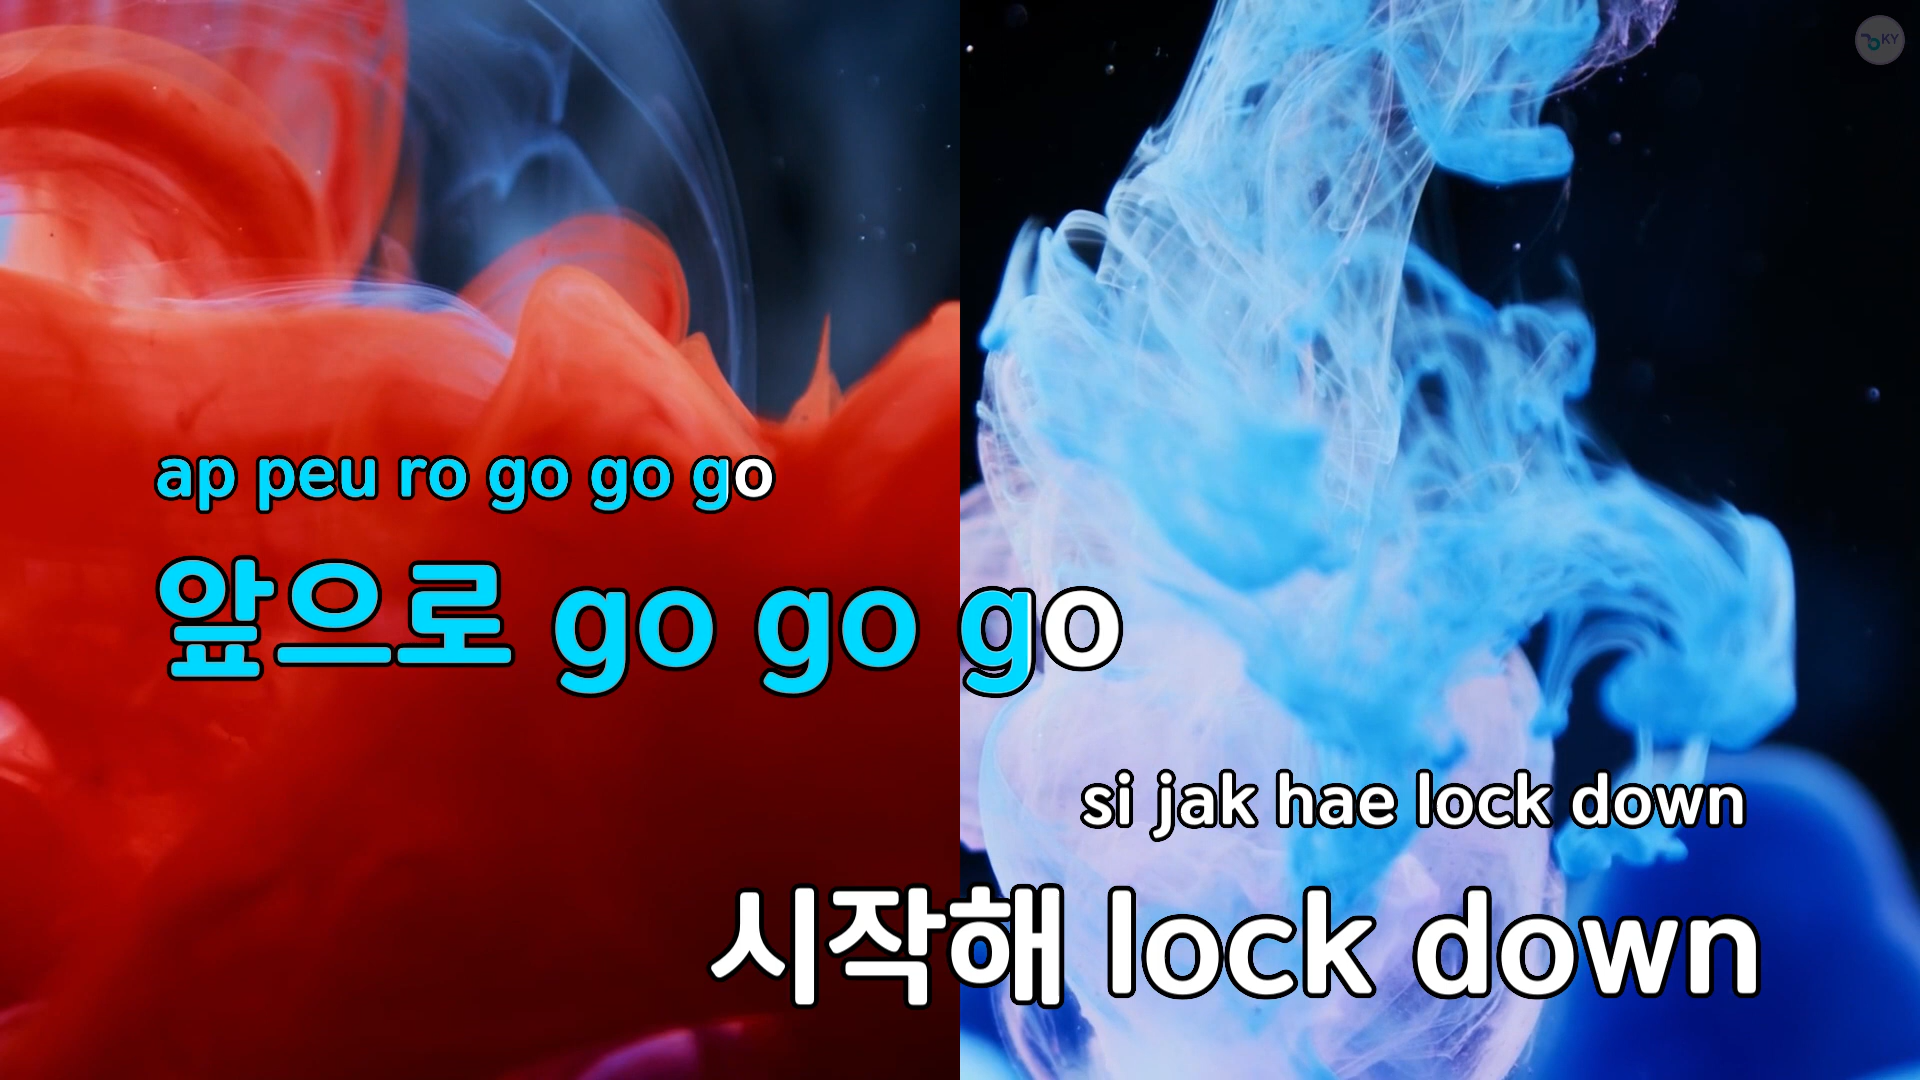 KY
ap peu ro go go go
앞으로 go go go
si jak hae lock down
시작해 lock down